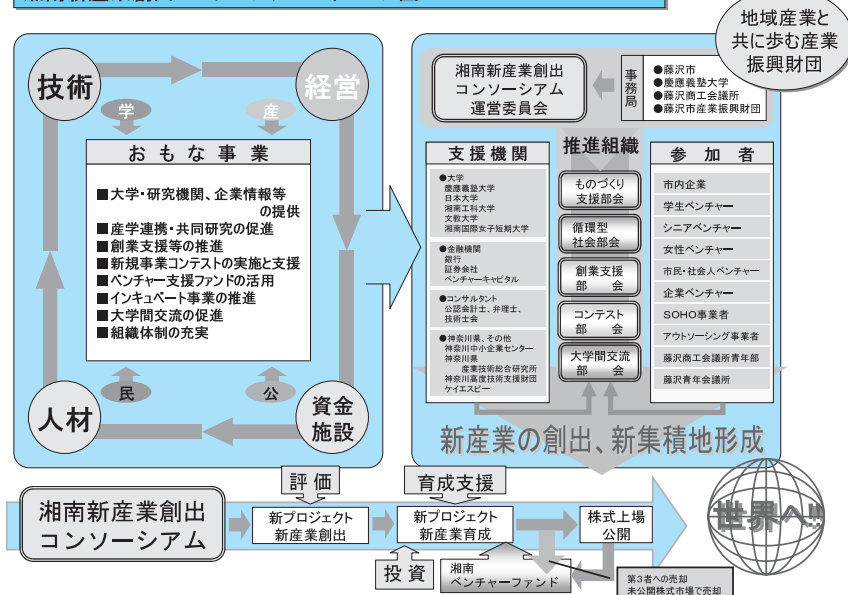 地域産業と
共に歩む産業
振興財団
技術
経営
学
産
おもな事業
■大学・研究機関、企業情報等
の提供
■産学連携・共同研究の促進
■創業支援等の推進
■新規事業コンテストの実施と支援
■ベンチャー支援ファンドの活用
■インキュベート事業の推進
■大学間交流の促進
■組織体制の充実
民
公
人材
資金
施設
湘南新産業創出
コンソーシアム
運営委員会
事務局
●藤沢市
●慶應義塾大学
●藤沢商工会議所
●藤沢市産業振興財団
支援機関
●大学
慶應義塾大学
日本大学
湘南工科大学
文教大学
湘南国際女子短期大学
●金融機関
銀行
証券会社
ベンチャーキャピタル
●コンサルタント
公認会計士、弁理士、
技術士会
●神奈川県、その他
神奈川中小企業センター
神奈川県
産業技術総合研究所
神奈川高度技術支援財団
ケイエスピー
推進組織
ものづくり
支援部会
循環型
社会部会
創業支援
部会
コンテスト
部会
大学間交流
部会
参加者
市内企業
学生ベンチャー
シニアベンチャー
女性ベンチャー
市民・社会人ベンチャー
企業ベンチャー
SOHO事業者
アウトソーシング事業者
藤沢商工会議所青年部
藤沢青年会議所
新産業の創出、新集積地形成
評価
育成支援
湘南新産業創出
コンソーシアム
新プロジェクト
新産業創出
新プロジェクト
新産業育成
株式上場
公開
世界へ!!
投資
湘南
ベンチャーファンド
第3者への売却
未公開株式市場で売却